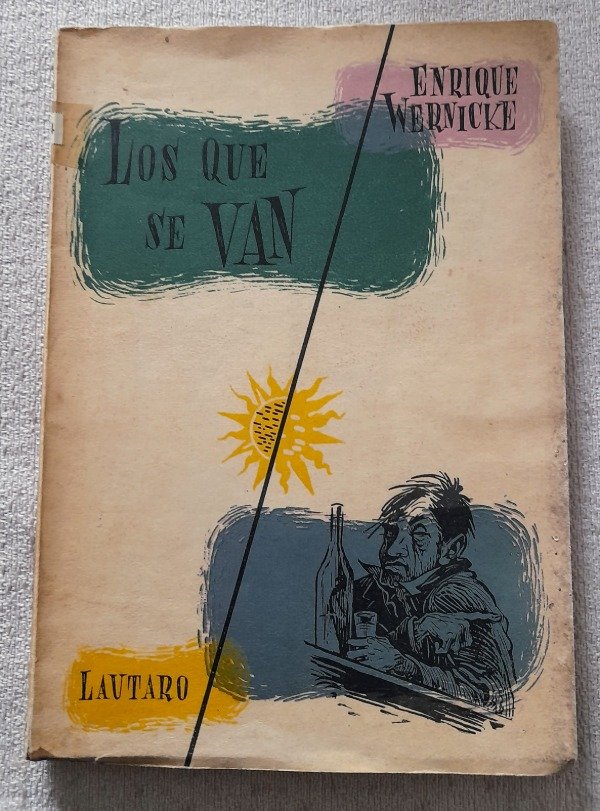 ENRIQUE
WERNICKE
LOS QUE
SE VAN
LAUTARO